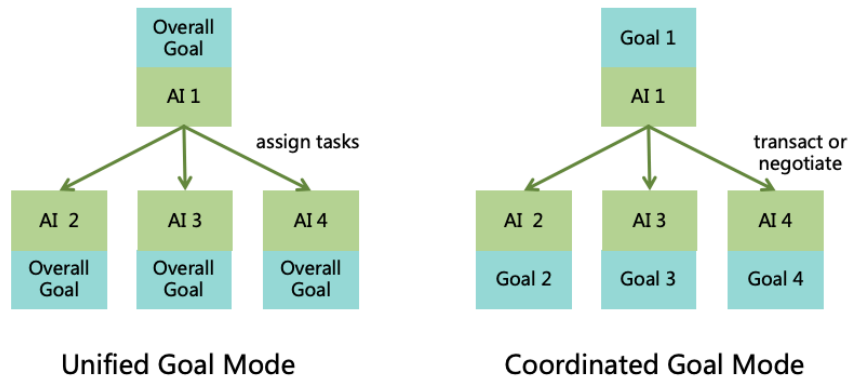 Overall
Goal
AI 1
assign tasks
AI 2
AI 3
AI 4
Overall
Goal
Overall
Goal
Overall
Goal
Unified Goal Mode
Goal 1
AI 1
transact or
negotiate
AI 2
AI 3
AI 4
Goal 2
Goal 3
Goal 4
Coordinated Goal Mode